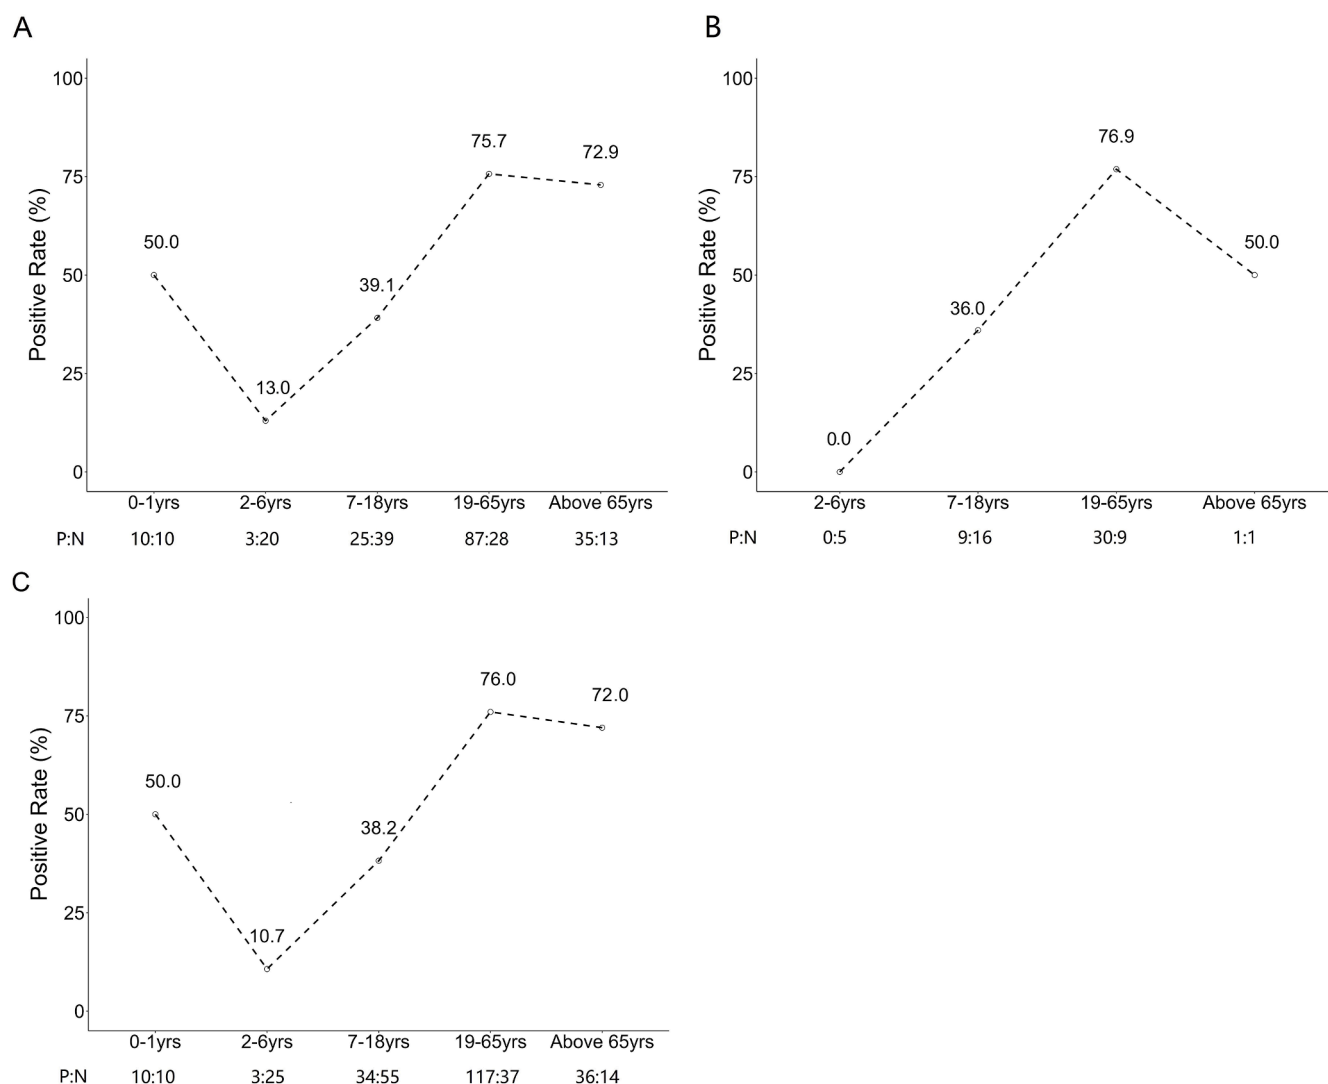 A
Positive Rate (%)
100
75
50
25
0
50.0
13.0
39.1
75.7
72.9
0-1yrs 2-6yrs 7-18yrs 19-65yrs Above 65yrs
P:N 10:10 3:20 25:39 87:28 35:13
B
Positive Rate (%)
100
75
50
25
0
0.0
36.0
76.9
50.0
2-6yrs 7-18yrs 19-65yrs Above 65yrs
P:N 0:5 9:16 30:9 1:1
C
Positive Rate (%)
100
75
50
25
0
50.0
10.7
38.2
76.0
72.0
0-1yrs 2-6yrs 7-18yrs 19-65yrs Above 65yrs
P:N 10:10 3:25 34:55 117:37 36:14